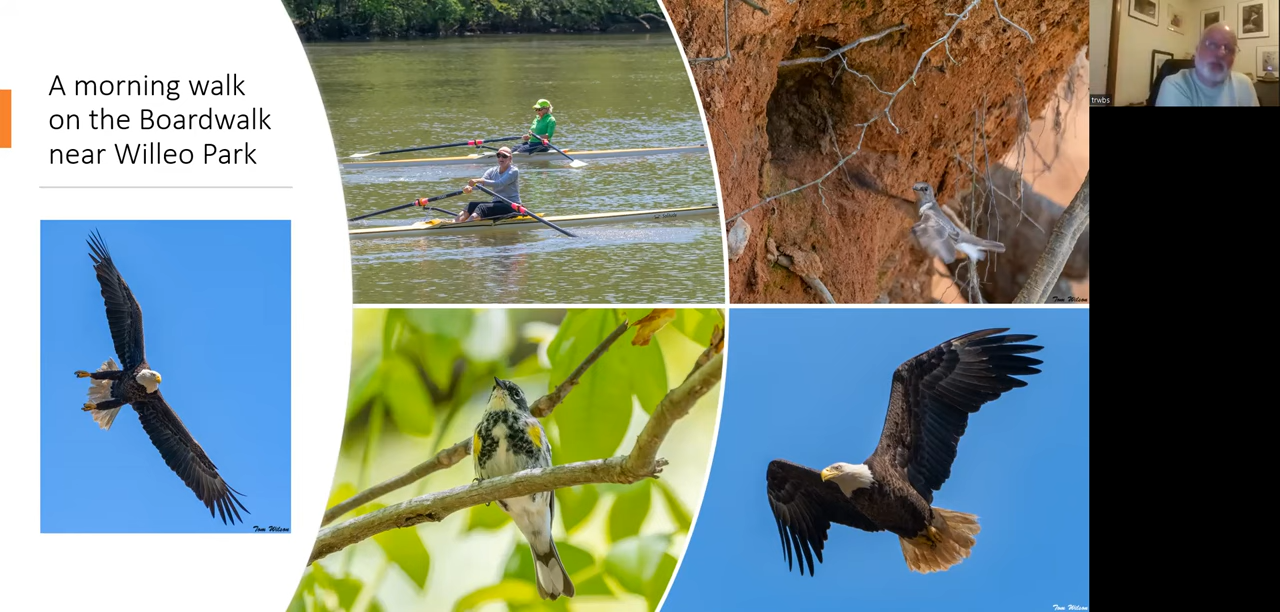 A morning walk
on the Boardwalk
near Willeo Park
Tom Wilson
Tom Wilson
Tom Wilson
trwbs